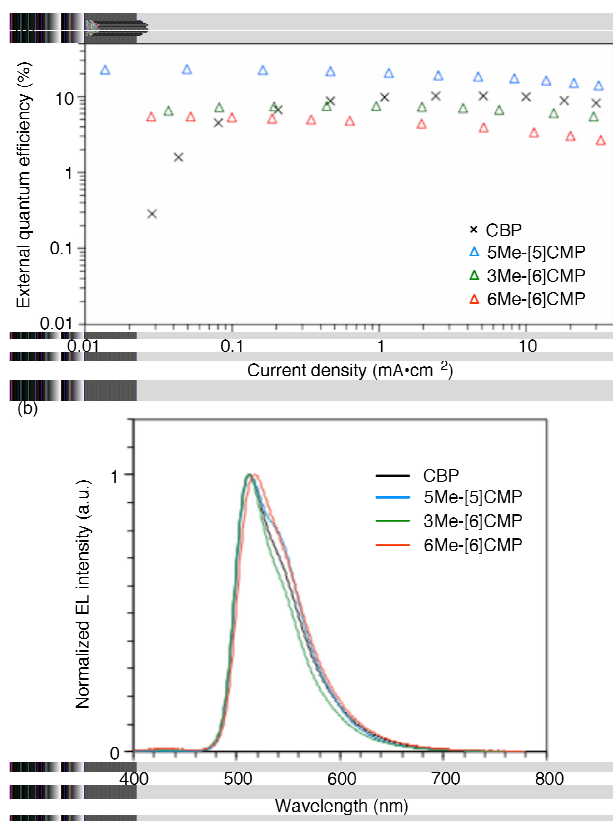 External quantum efficiency (%)
10
1
0.1
0.01
× CBP
△ 5Me-[5]CMP
△ 3Me-[6]CMP
△ 6Me-[6]CMP
0.01 0.1 1 10
Current density (mA•cm⁻²)
(b)
Normalized EL intensity (a.u.)
1
0
CBP
5Me-[5]CMP
3Me-[6]CMP
6Me-[6]CMP
400 500 600 700 800
Wavelength (nm)